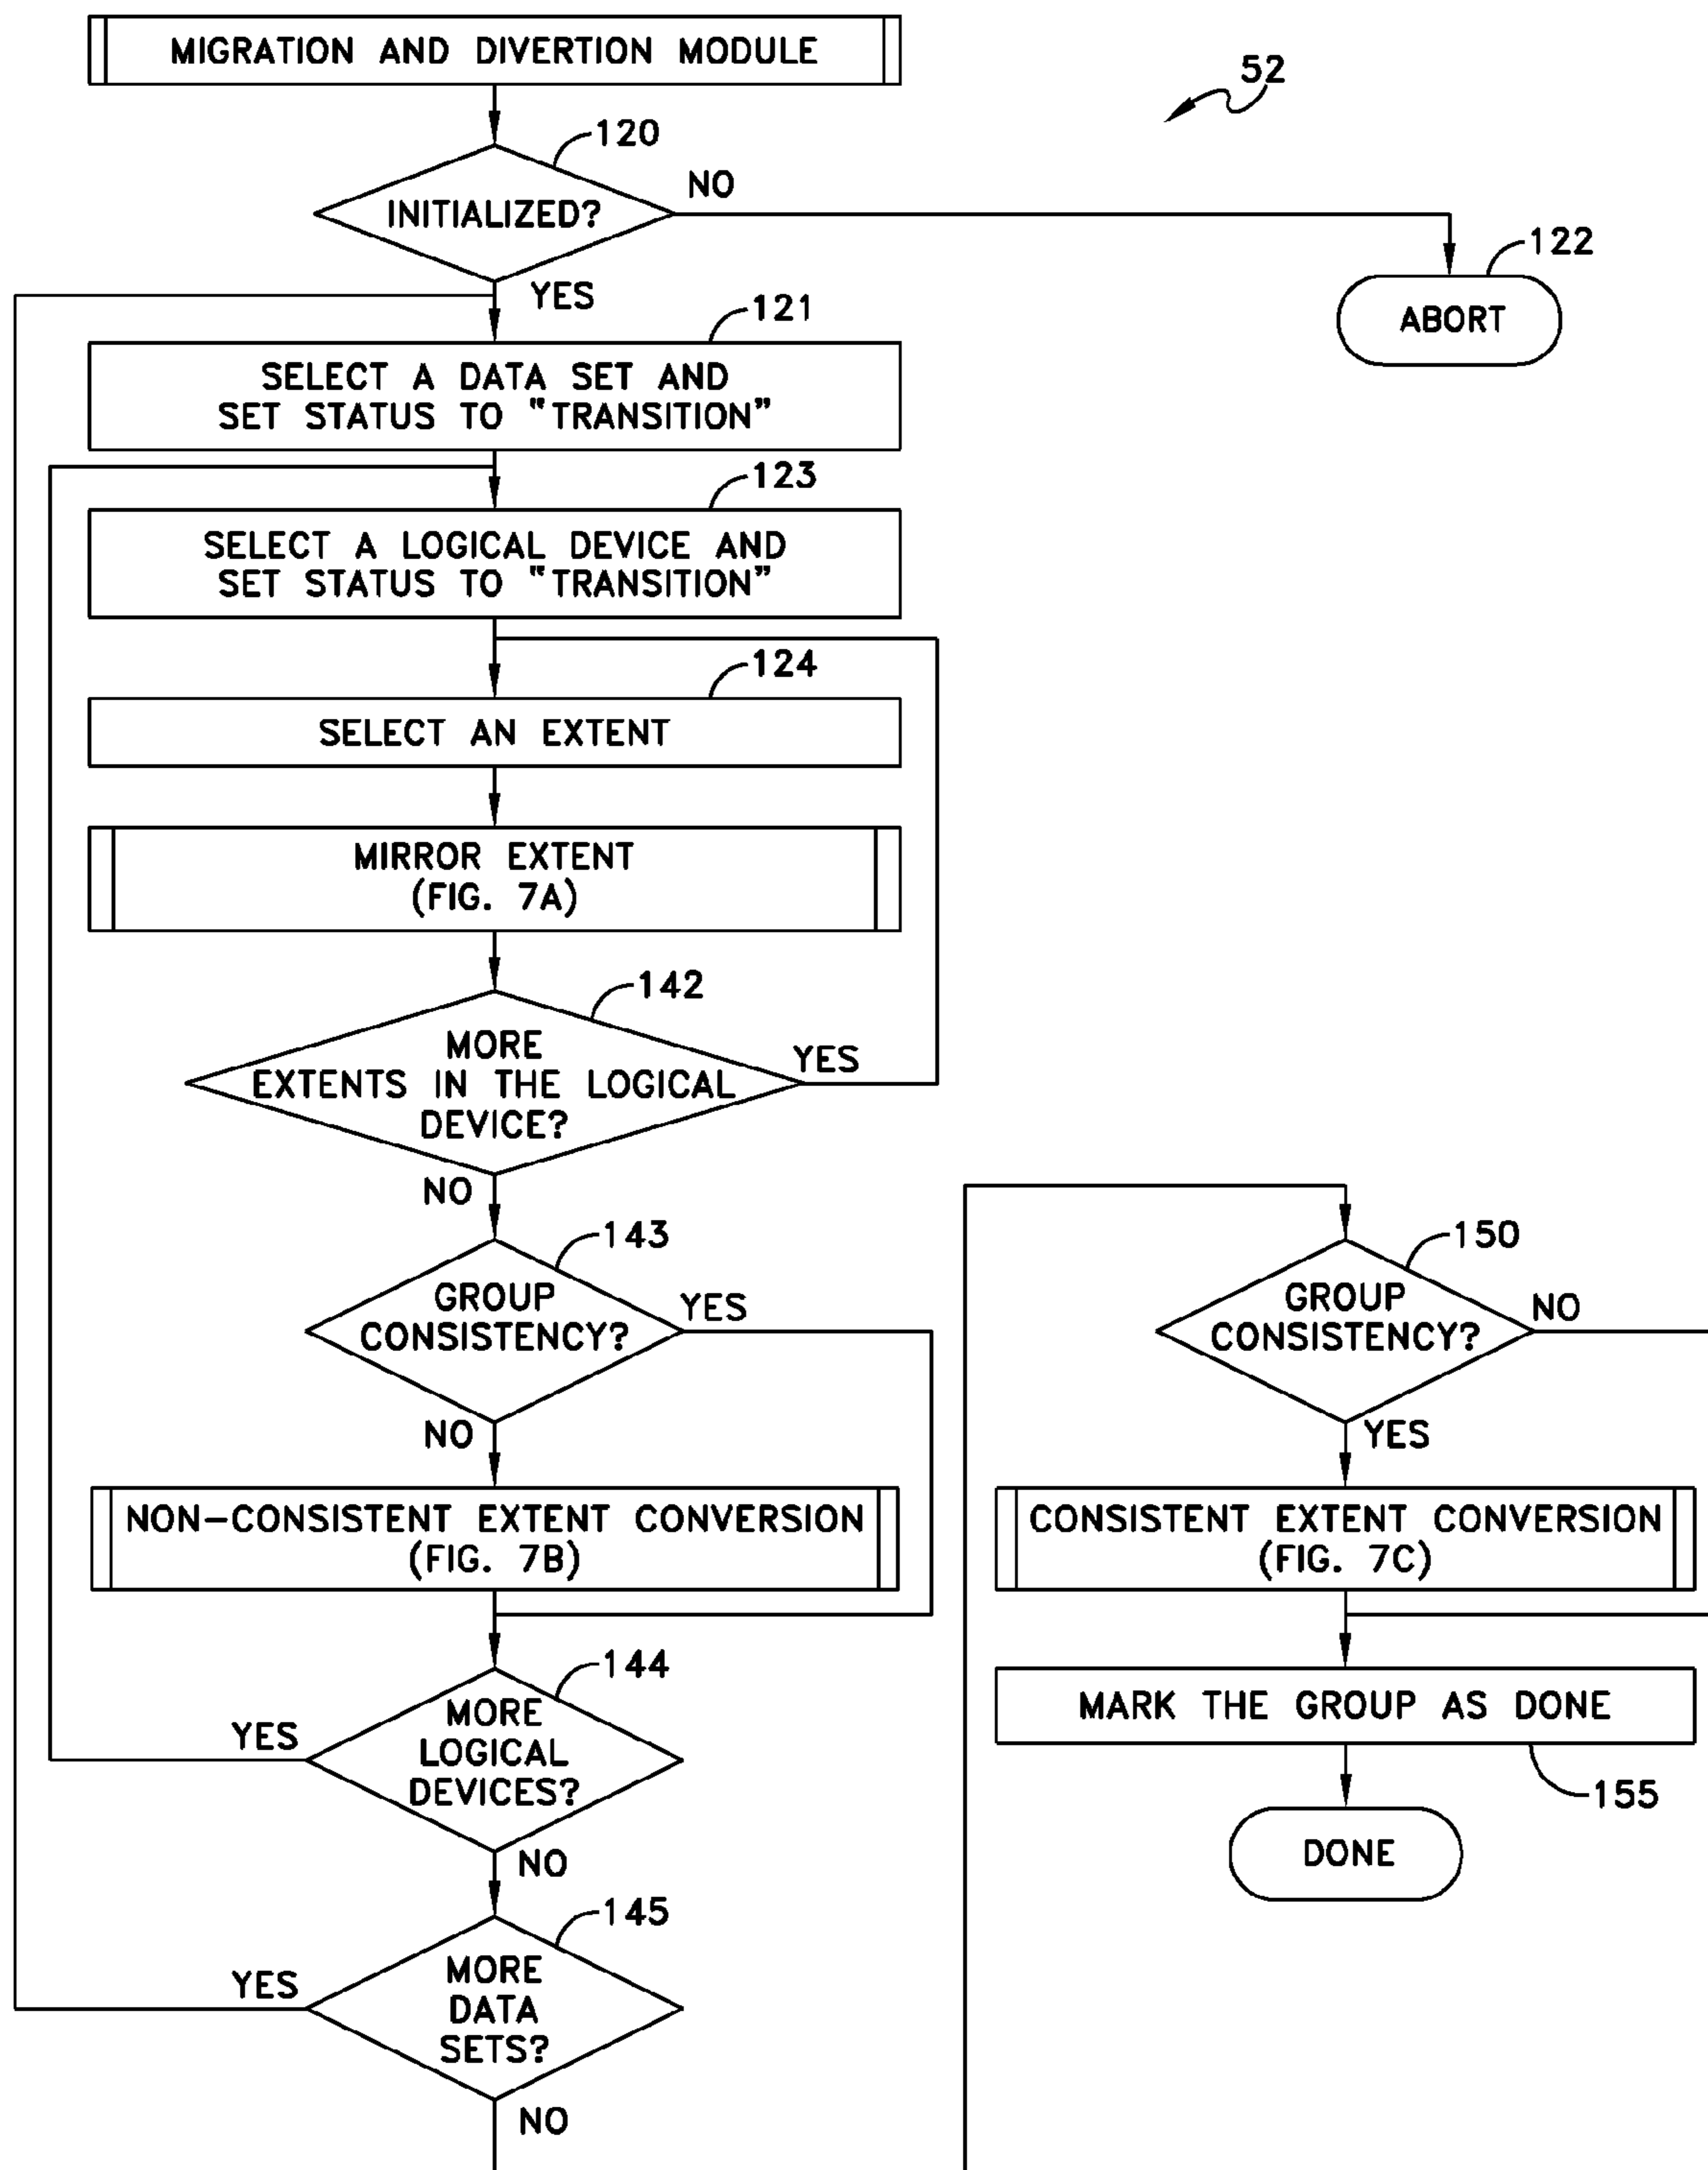 MIGRATION AND DIVERTION MODULE
52
120
INITIALIZED?
NO
122
ABORT
YES
121
SELECT A DATA SET AND
SET STATUS TO "TRANSITION"
123
SELECT A LOGICAL DEVICE AND
SET STATUS TO "TRANSITION"
124
SELECT AN EXTENT
MIRROR EXTENT
(FIG. 7A)
142
MORE
EXTENTS IN THE LOGICAL
DEVICE?
YES
NO
143
GROUP
CONSISTENCY?
YES
NO
NON-CONSISTENT EXTENT CONVERSION
(FIG. 7B)
144
MORE
LOGICAL
DEVICES?
YES
NO
145
MORE
DATA
SETS?
YES
NO
150
GROUP
CONSISTENCY?
NO
YES
CONSISTENT EXTENT CONVERSION
(FIG. 7C)
MARK THE GROUP AS DONE
155
DONE